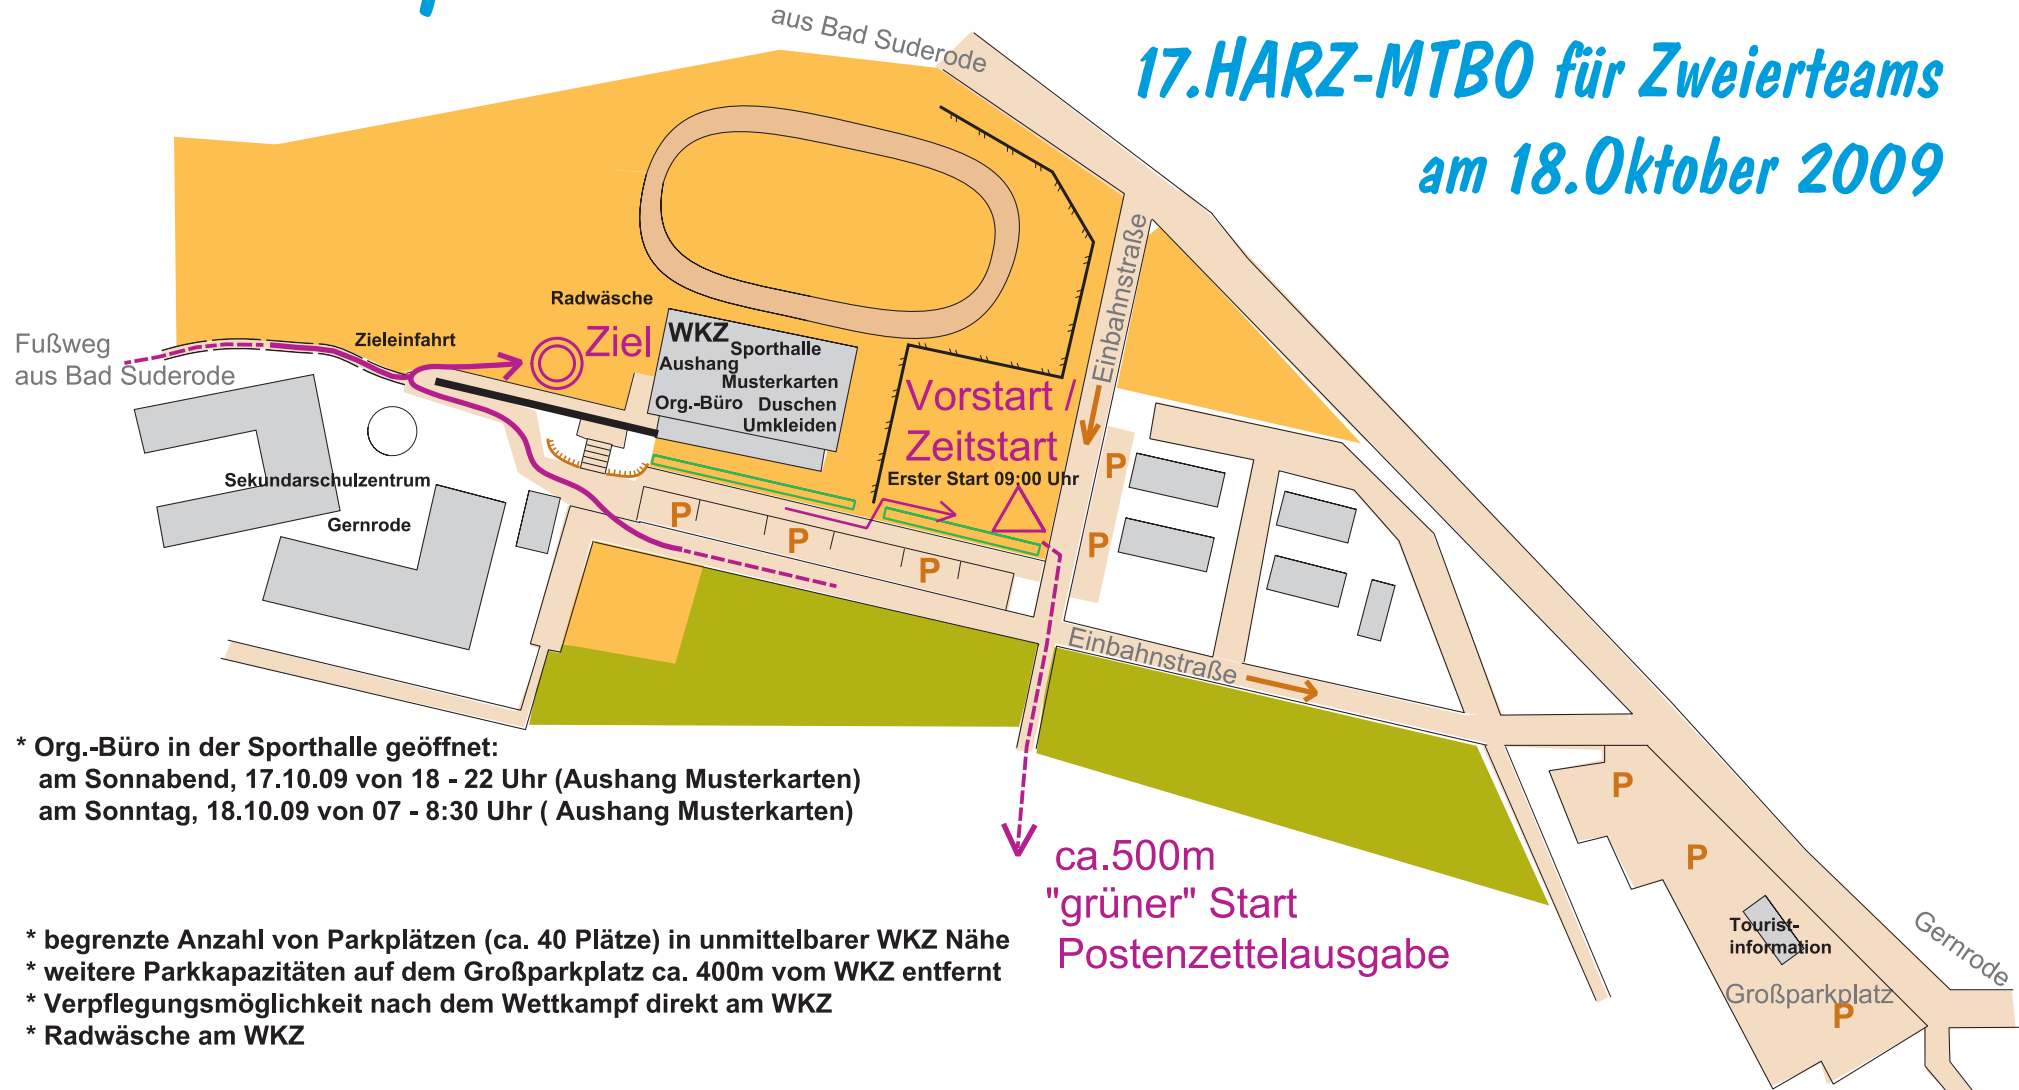 aus Bad Suderode
17.HARZ-MTBO für Zweierteams
am 18.Oktober 2009
Einbahnstraße
Radwäsche
Ziel
WKZ
Sporthalle
Aushang
Musterkarten
Org.-Büro Duschen
Umkleiden
Zieleinfahrt
Fußweg
aus Bad Suderode
Vorstart /
Zeitstart
Erster Start 09:00 Uhr
Sekundarschulzentrum
Gernrode
P
P
P
P
P
Einbahnstraße
* Org.-Büro in der Sporthalle geöffnet:
am Sonnabend, 17.10.09 von 18 - 22 Uhr (Aushang Musterkarten)
am Sonntag, 18.10.09 von 07 - 8:30 Uhr ( Aushang Musterkarten)
ca.500m
"grüner" Start
Postenzettelausgabe
P
P
Tourist-
information
Großparkplatz
P
Gernrode
* begrenzte Anzahl von Parkplätzen (ca. 40 Plätze) in unmittelbarer WKZ Nähe
* weitere Parkkapazitäten auf dem Großparkplatz ca. 400m vom WKZ entfernt
* Verpflegungsmöglichkeit nach dem Wettkampf direkt am WKZ
* Radwäsche am WKZ